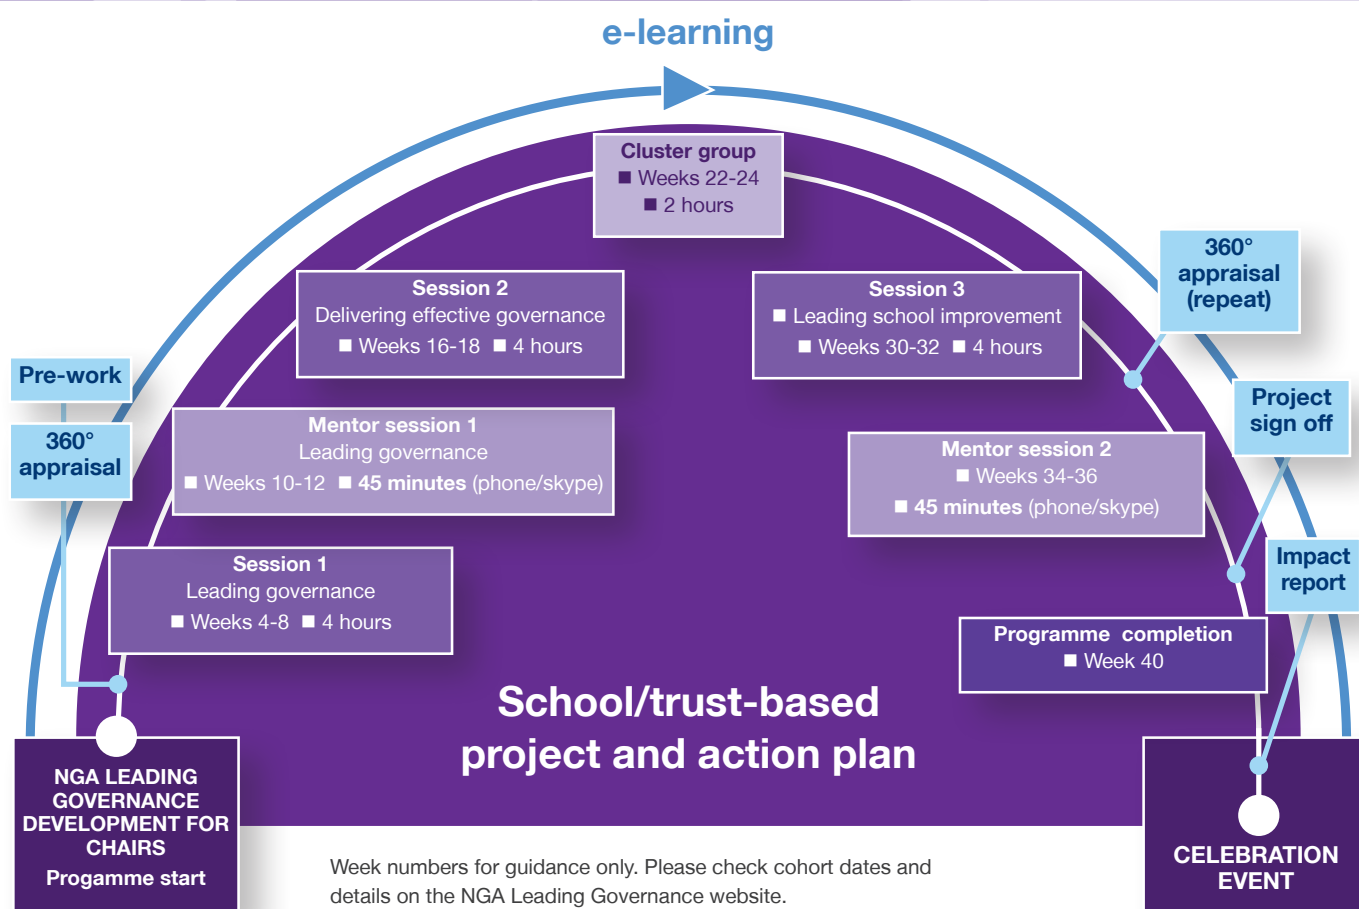 e-learning
Cluster group
■ Weeks 22-24
■ 2 hours
360°
appraisal
(repeat)
Session 2
Delivering effective governance
■ Weeks 16-18 ■ 4 hours
Session 3
■ Leading school improvement
■ Weeks 30-32 ■ 4 hours
Pre-work
360°
appraisal
Mentor session 1
Leading governance
■ Weeks 10-12 ■ 45 minutes (phone/skype)
Project
sign off
Mentor session 2
■ Weeks 34-36
■ 45 minutes (phone/skype)
Session 1
Leading governance
■ Weeks 4-8 ■ 4 hours
Impact
report
Programme completion
■ Week 40
School/trust-based
project and action plan
NGA LEADING
GOVERNANCE
DEVELOPMENT FOR
CHAIRS
Progamme start
CELEBRATION
EVENT
Week numbers for guidance only. Please check cohort dates and
details on the NGA Leading Governance website.